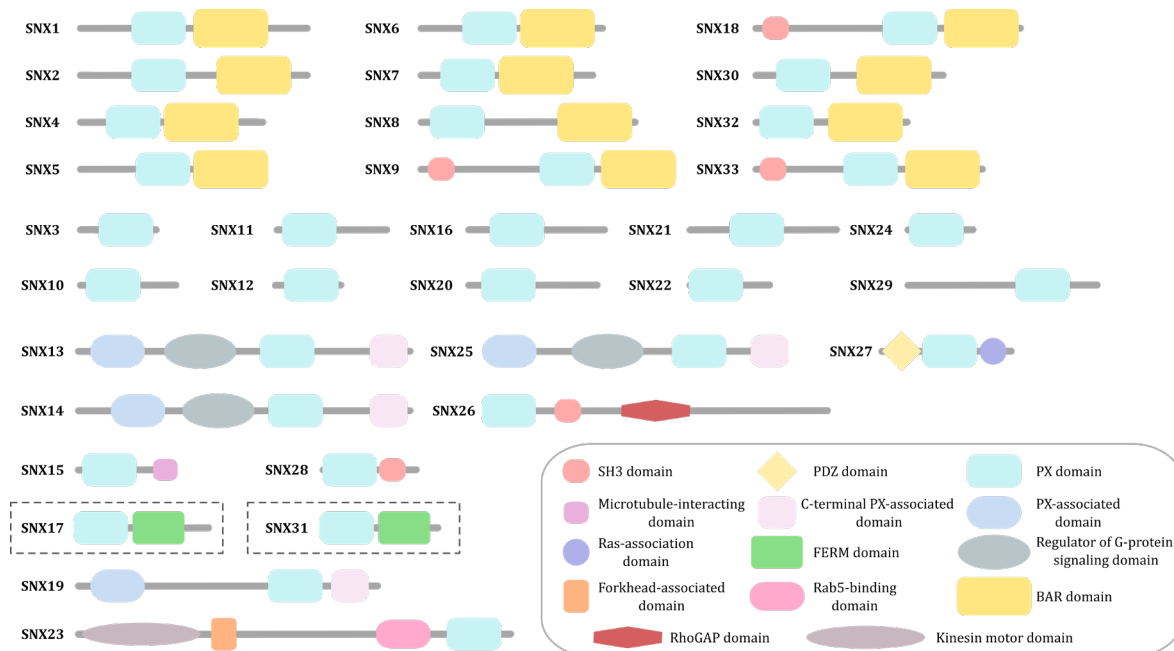 SNX1
SNX6
SNX18
SNX2
SNX7
SNX30
SNX4
SNX8
SNX32
SNX5
SNX9
SNX33
SNX3
SNX11
SNX16
SNX21
SNX24
SNX10
SNX12
SNX20
SNX22
SNX29
SNX13
SNX25
SNX27
SNX14
SNX26
SNX15
SNX28
SNX17
SNX31
SNX19
SNX23
SH3 domain
PDZ domain
PX domain
Microtubule-interacting
domain
C-terminal PX-associated
domain
PX-associated
domain
Ras-association
domain
FERM domain
Regulator of G-protein
signaling domain
Forkhead-associated
domain
Rab5-binding
domain
BAR domain
RhoGAP domain
Kinesin motor domain